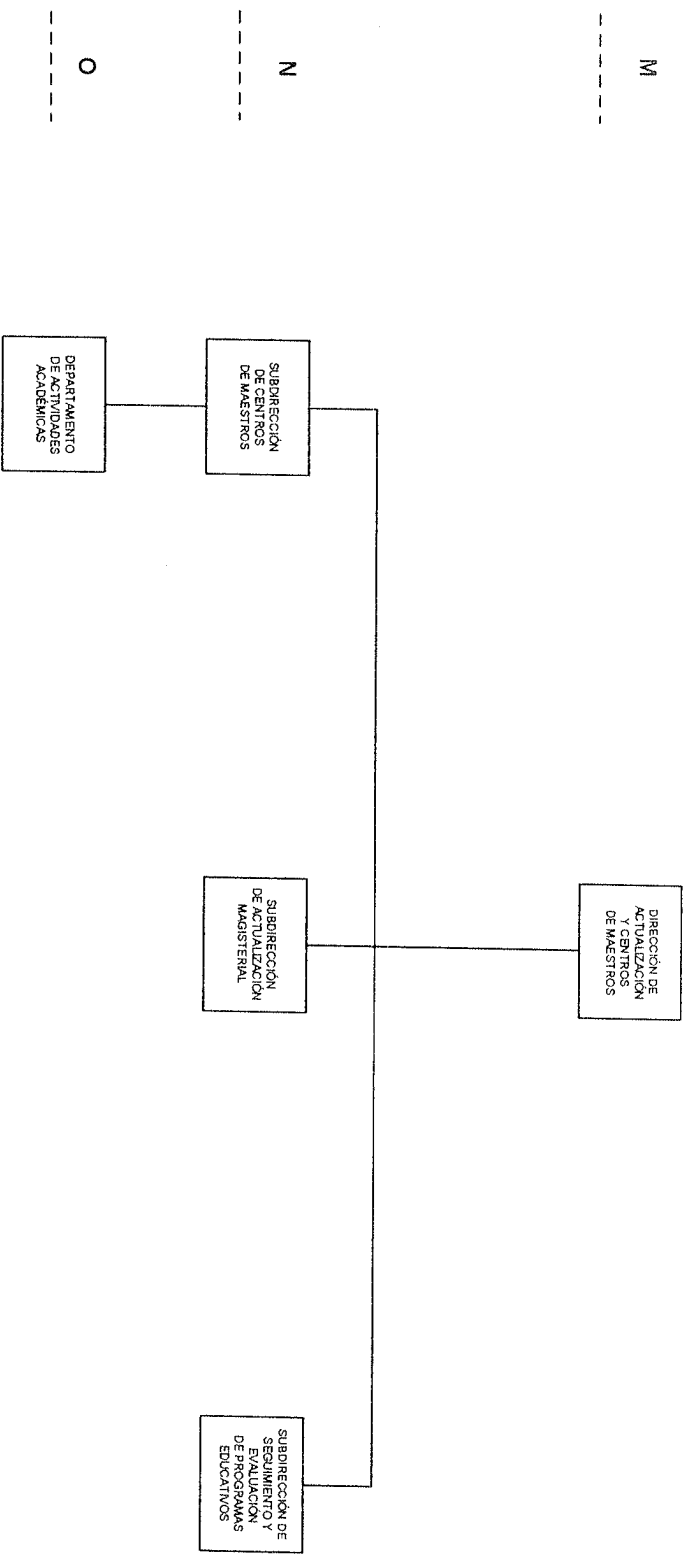 M
DIRECCIÓN DE
ACTUALIZACIÓN
Y CENTROS
DE MAESTROS
N
SUBDIRECCIÓN
DE CENTROS
DE MAESTROS
SUBDIRECCIÓN
DE ACTUALIZACIÓN
MAGISTERIAL
SUBDIRECCIÓN DE
SEGUIMIENTO Y
EVALUACIÓN
DE PROGRAMAS
EDUCATIVOS
O
DEPARTAMENTO
DE ACTIVIDADES
ACADÉMICAS